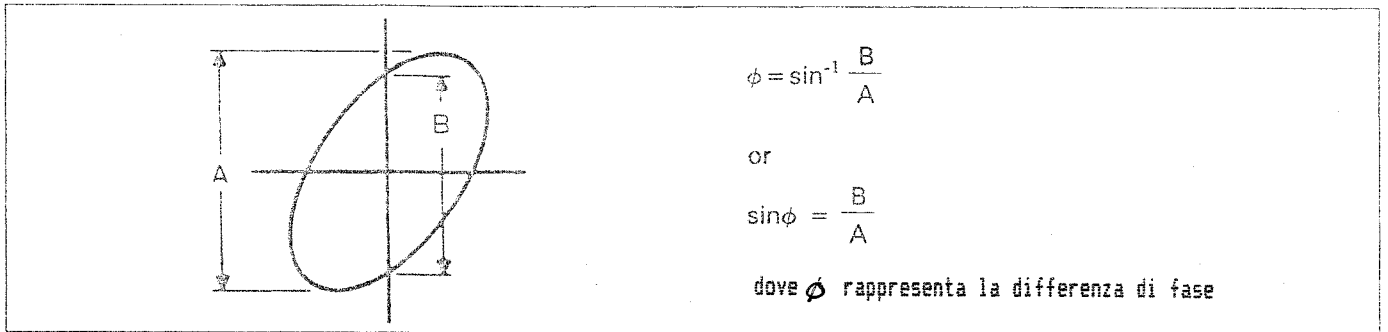 A
B
ϕ = sin⁻¹ B/A
or
sinϕ = B/A
dove ϕ rappresenta la differenza di fase